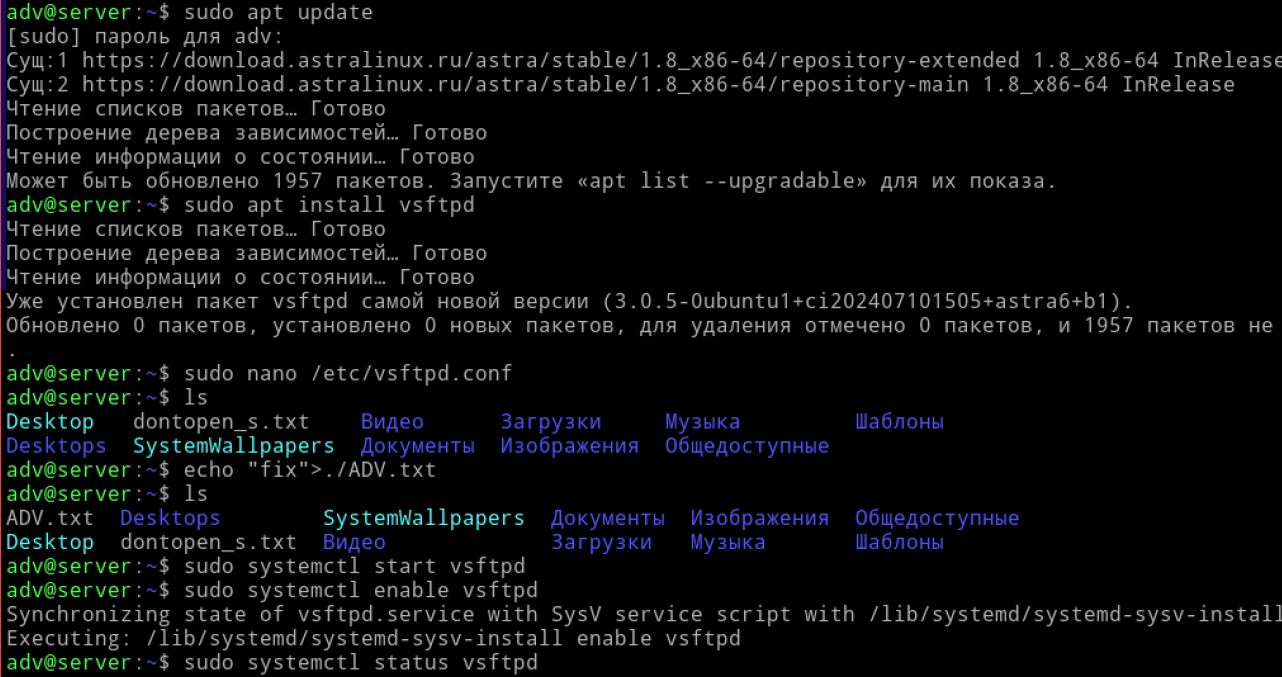 adv@server:~$ sudo apt update
[sudo] пароль для adv:
Сущ:1 https://download.astralinux.ru/astra/stable/1.8_x86-64/repository-extended 1.8_x86-64 InRelease
Сущ:2 https://download.astralinux.ru/astra/stable/1.8_x86-64/repository-main 1.8_x86-64 InRelease
Чтение списков пакетов… Готово
Построение дерева зависимостей… Готово
Чтение информации о состоянии… Готово
Может быть обновлено 1957 пакетов. Запустите «apt list --upgradable» для их показа.
adv@server:~$ sudo apt install vsftpd
Чтение списков пакетов… Готово
Построение дерева зависимостей… Готово
Чтение информации о состоянии… Готово
Уже установлен пакет vsftpd самой новой версии (3.0.5-0ubuntu1+ci202407101505+astra6+b1).
Обновлено 0 пакетов, установлено 0 новых пакетов, для удаления отмечено 0 пакетов, и 1957 пакетов не
.
adv@server:~$ sudo nano /etc/vsftpd.conf
adv@server:~$ ls
Desktop dontopen_s.txt Видео Загрузки Музыка Шаблоны
Desktops SystemWallpapers Документы Изображения Общедоступные
adv@server:~$ echo "fix">./ADV.txt
adv@server:~$ ls
ADV.txt Desktops SystemWallpapers Документы Изображения Общедоступные
Desktop dontopen_s.txt Видео Загрузки Музыка Шаблоны
adv@server:~$ sudo systemctl start vsftpd
adv@server:~$ sudo systemctl enable vsftpd
Synchronizing state of vsftpd.service with SysV service script with /lib/systemd/systemd-sysv-install
Executing: /lib/systemd/systemd-sysv-install enable vsftpd
adv@server:~$ sudo systemctl status vsftpd